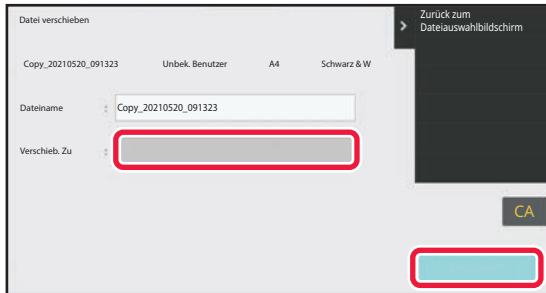 Datei verschieben
Zurück zum
Dateiauswahlbildschirm
Copy_20210520_091323 Unbek. Benutzer A4 Schwarz & W
Dateiname : Copy_20210520_091323
Verschieb. Zu :
CA